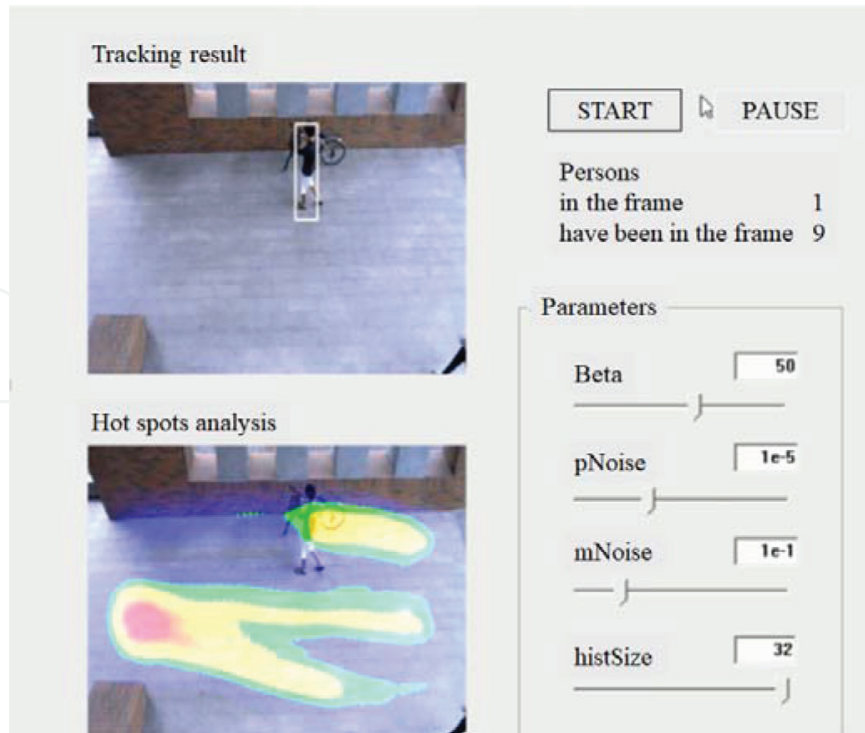 Tracking result
START
PAUSE
Persons
in the frame 1
have been in the frame 9
Parameters
Beta 50
pNoise 1e-5
Hot spots analysis
mNoise 1e-1
histSize 32